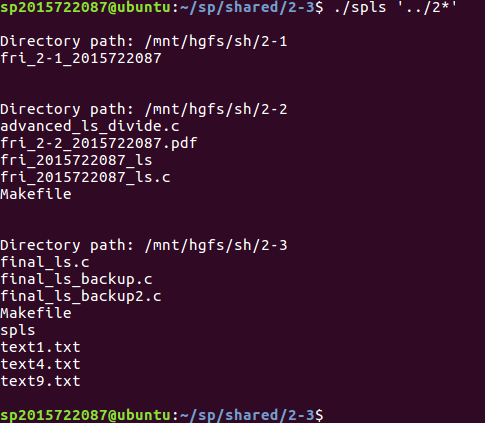 sp2015722087@ubuntu:~/sp/shared/2-3$ ./spls '../2*'
Directory path: /mnt/hgfs/sh/2-1
fri_2-1_2015722087
Directory path: /mnt/hgfs/sh/2-2
advanced_ls_divide.c
fri_2-2_2015722087.pdf
fri_2015722087_ls
fri_2015722087_ls.c
Makefile
Directory path: /mnt/hgfs/sh/2-3
final_ls.c
final_ls_backup.c
final_ls_backup2.c
Makefile
spls
text1.txt
text4.txt
text9.txt
sp2015722087@ubuntu:~/sp/shared/2-3$